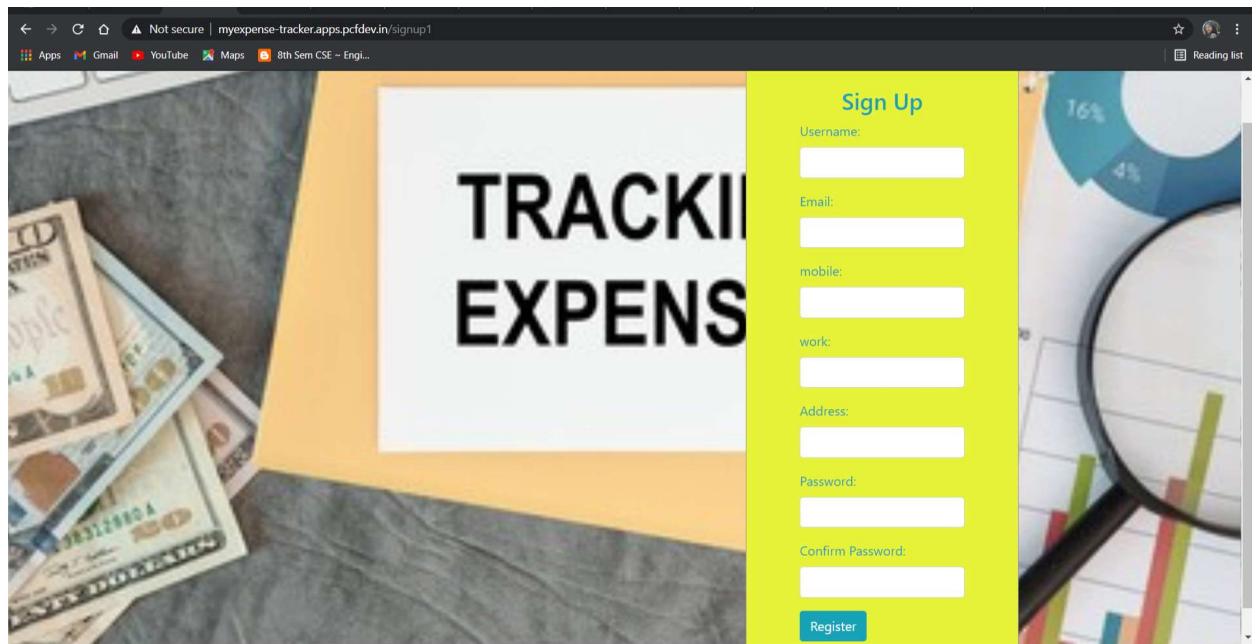 Not secure | myexpense-tracker.apps.pcfdev.in/signup1
Apps Gmail YouTube Maps 8th Sem CSE ~ Engi... Reading list
TRACKI
EXPENS
Sign Up
Username:
Email:
mobile:
work:
Address:
Password:
Confirm Password:
Register
16%
4%